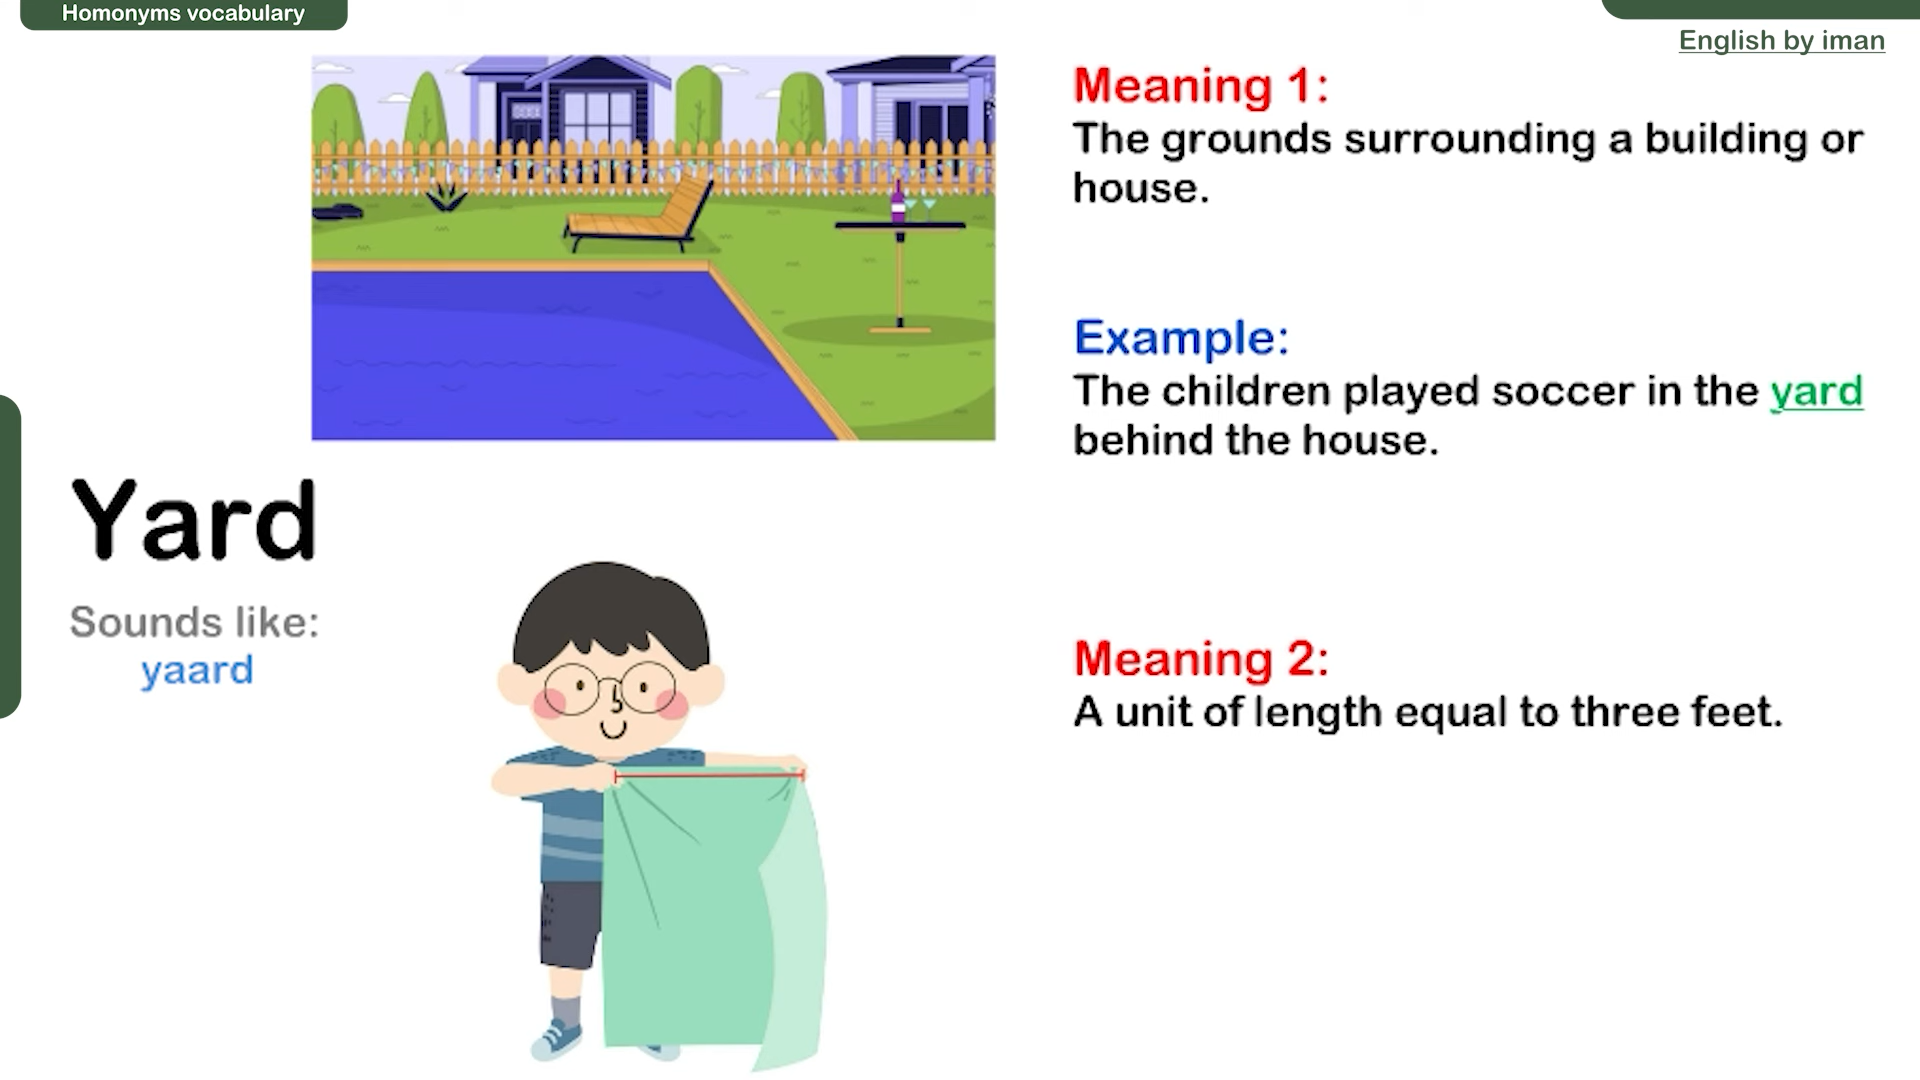 Homonyms vocabulary
English by iman
Meaning 1:
The grounds surrounding a building or
house.
Example:
The children played soccer in the yard
behind the house.
Yard
Sounds like:
yaard
Meaning 2:
A unit of length equal to three feet.